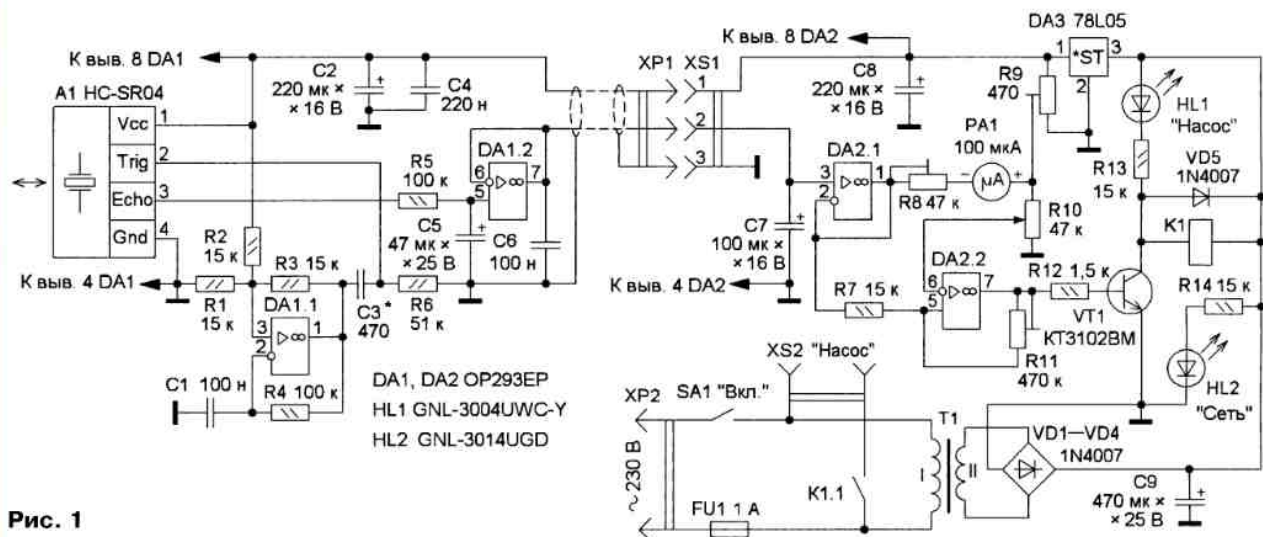 К выв. 8 DA1
A1 HC-SR04
Vcc
1
Trig
2
Echo
3
Gnd
4
C2
220 мк ×
× 16 В
C4
220 н
R5
100 к
DA1.2
6
5
7
C5
47 мк ×
× 25 В
C6
100 н
R2
15 к
R3 15 к
К выв. 4 DA1
R1
15 к
DA1.1
3
2
1
C3*
470
R6
51 к
C1 100 н
R4 100 к
DA1, DA2 OP293EP
HL1 GNL-3004UWC-Y
HL2 GNL-3014UGD
Рис. 1
XP1
XS1
1
2
3
К выв. 8 DA2
C8
220 мк ×
× 16 В
DA3 78L05
1
*ST
3
2
R9
470
HL1
"Насос"
PA1
100 мкА
DA2.1
3
2
1
R8 47 к
−
μA
+
R13
15 к
VD5
1N4007
C7
100 мк ×
× 16 В
R10
47 к
K1
DA2.2
6
5
7
R12 1,5 к
R14 15 к
К выв. 4 DA2
R7 15 к
VT1
КТ3102ВМ
R11
470 к
XS2 "Насос"
HL2
"Сеть"
XP2
SA1 "Вкл."
T1
VD1—VD4
1N4007
~230 В
I
II
K1.1
FU1 1 А
C9
470 мк ×
× 25 В